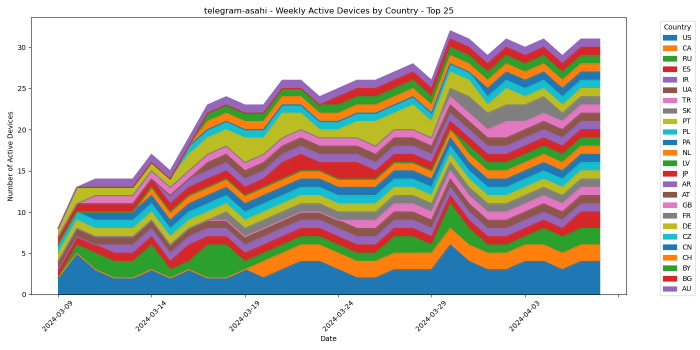 telegram-asahi - Weekly Active Devices by Country - Top 25
Number of Active Devices
30
25
20
15
10
5
0
2024-03-09
2024-03-14
2024-03-19
2024-03-24
2024-03-29
2024-04-03
Date
Country
US
CA
RU
ES
IR
UA
TR
SK
PT
PL
PA
NL
LV
JP
AR
AT
GB
FR
DE
CZ
CN
CH
BY
BG
AU